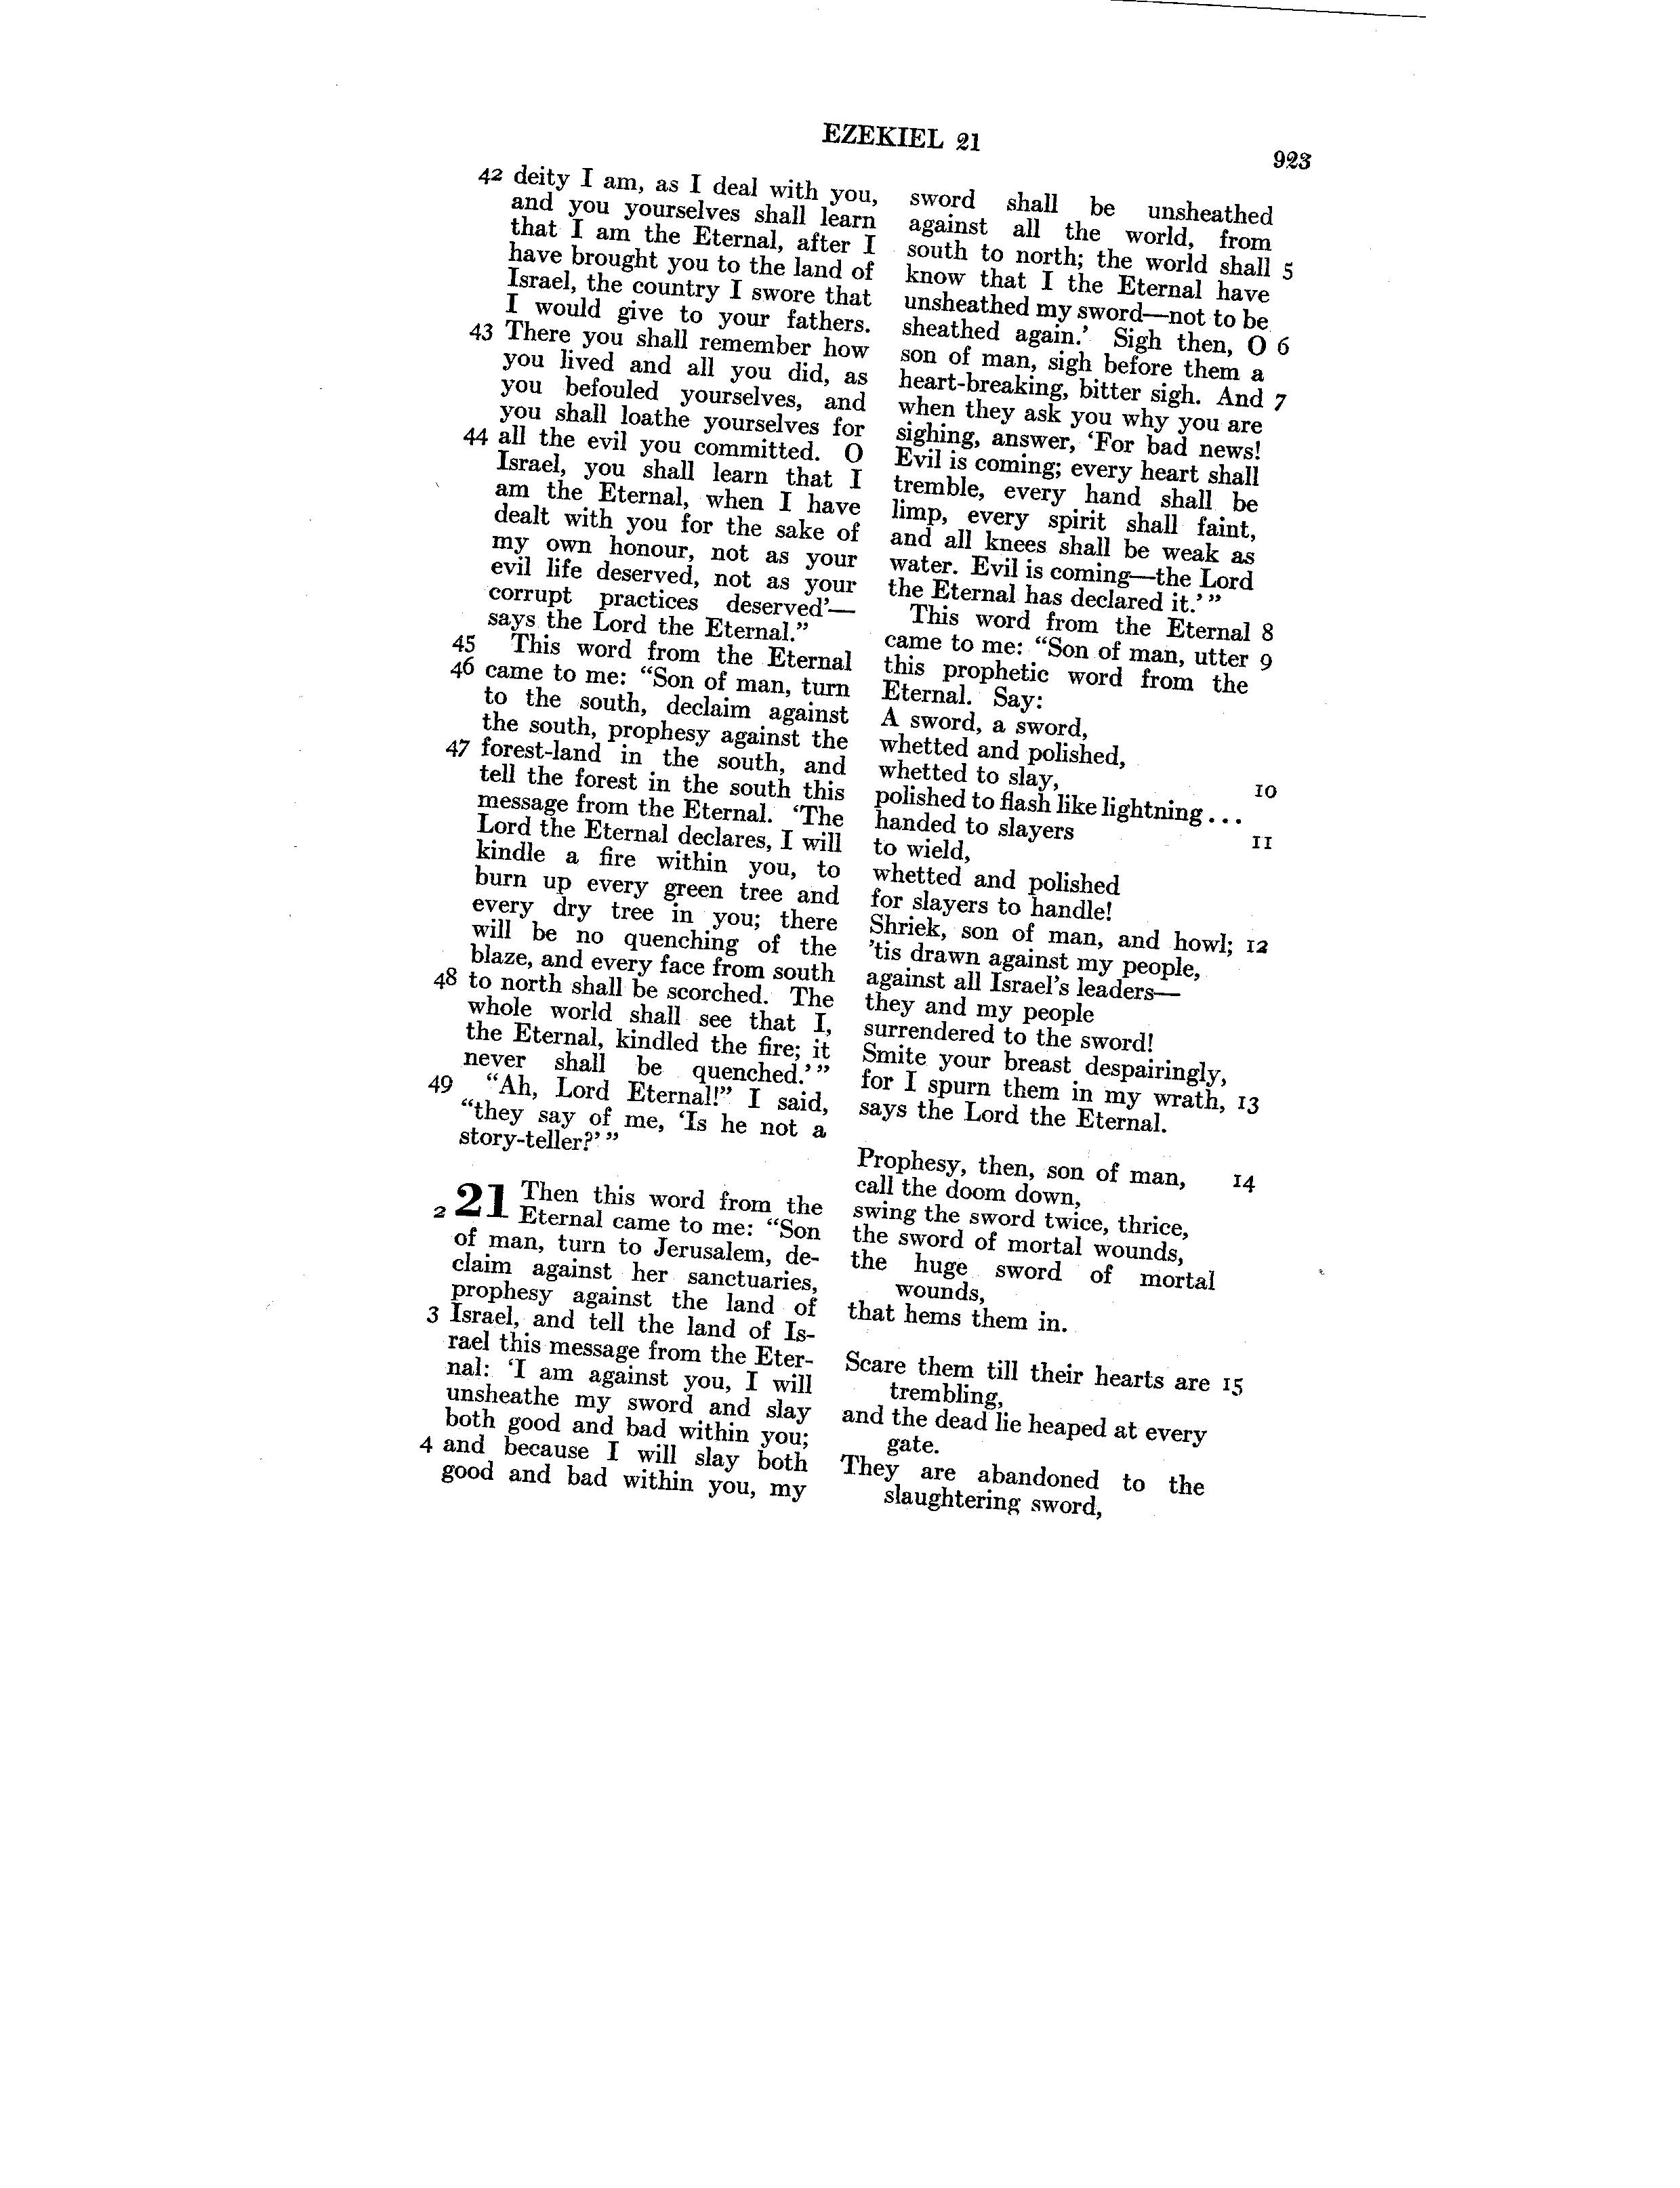 EZEKIEL 21
923
42 deity I am, as I deal with you,
and you yourselves shall learn
that I am the Eternal, after I
have brought you to the land of
Israel, the country I swore that
I would give to your fathers.
43 There you shall remember how
you lived and all you did, as
you befouled yourselves, and
you shall loathe yourselves for
44 all the evil you committed. O
Israel, you shall learn that I
am the Eternal, when I have
dealt with you for the sake of
my own honour, not as your
evil life deserved, not as your
corrupt practices deserved’—
says the Lord the Eternal.”
45 This word from the Eternal
46 came to me: “Son of man, turn
to the south, declaim against
the south, prophesy against the
47 forest-land in the south, and
tell the forest in the south this
message from the Eternal. ‘The
Lord the Eternal declares, I will
kindle a fire within you, to
burn up every green tree and
every dry tree in you; there
will be no quenching of the
blaze, and every face from south
48 to north shall be scorched. The
whole world shall see that I,
the Eternal, kindled the fire; it
never shall be quenched.’”
49 “Ah, Lord Eternal!” I said,
“they say of me, ‘Is he not a
story-teller?’”
21 Then this word from the
2 Eternal came to me: “Son
of man, turn to Jerusalem, de-
claim against her sanctuaries,
prophesy against the land of
3 Israel, and tell the land of Is-
rael this message from the Eter-
nal: ‘I am against you, I will
unsheathe my sword and slay
both good and bad within you;
4 and because I will slay both
good and bad within you, my
sword shall be unsheathed
against all the world, from
south to north; the world shall 5
know that I the Eternal have
unsheathed my sword—not to be
sheathed again.’ Sigh then, O 6
son of man, sigh before them a
heart-breaking, bitter sigh. And 7
when they ask you why you are
sighing, answer, ‘For bad news!
Evil is coming; every heart shall
tremble, every hand shall be
limp, every spirit shall faint,
and all knees shall be weak as
water. Evil is coming—the Lord
the Eternal has declared it.’”
This word from the Eternal 8
came to me: “Son of man, utter 9
this prophetic word from the
Eternal. Say:
A sword, a sword,
whetted and polished,
whetted to slay, 10
polished to flash like lightning . . .
handed to slayers 11
to wield,
whetted and polished
for slayers to handle!
Shriek, son of man, and howl; 12
’tis drawn against my people,
against all Israel’s leaders—
they and my people
surrendered to the sword!
Smite your breast despairingly,
for I spurn them in my wrath, 13
says the Lord the Eternal.
Prophesy, then, son of man, 14
call the doom down,
swing the sword twice, thrice,
the sword of mortal wounds,
the huge sword of mortal
wounds,
that hems them in.
Scare them till their hearts are 15
trembling,
and the dead lie heaped at every
gate.
They are abandoned to the
slaughtering sword,